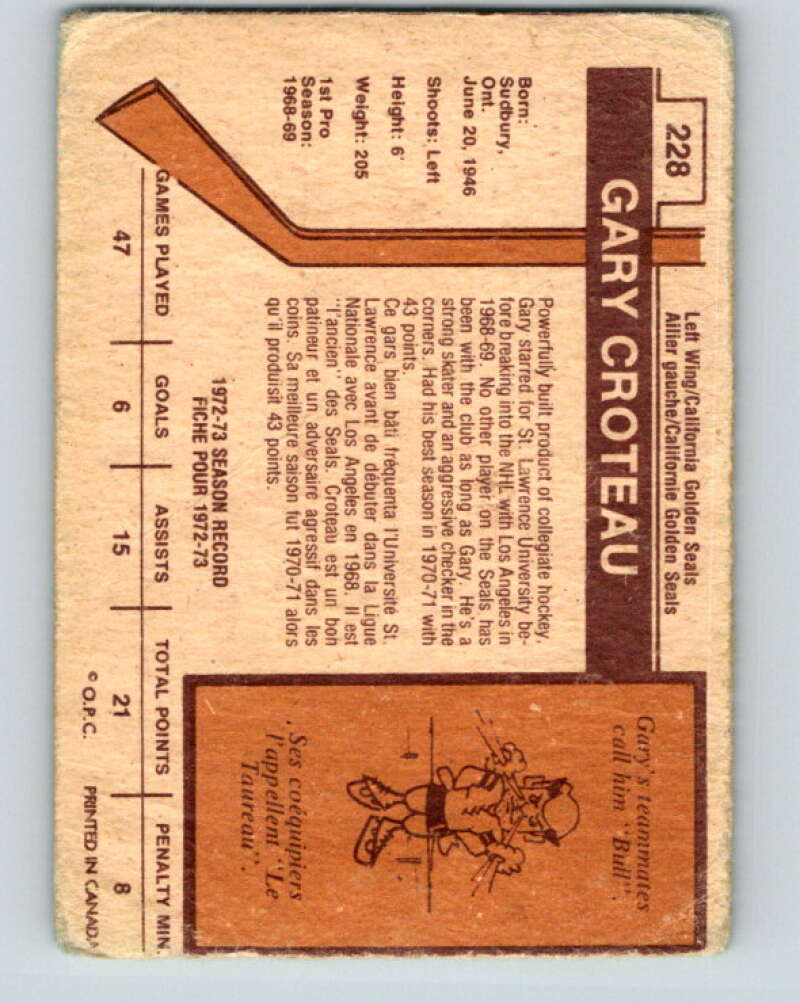 228
Left Wing/California Golden Seals
Ailier gauche/Californie Golden Seals
GARY CROTEAU
Born:
Sudbury,
Ont.
June 20, 1946
Shoots: Left
Height: 6'
Weight: 205
1st Pro
Season:
1968-69
Powerfully built product of collegiate hockey,
Gary starred for St. Lawrence University be-
fore breaking into the NHL with Los Angeles in
1968-69. No other player on the Seals has
been with the club as long as Gary. He's a
strong skater and an aggressive checker in the
corners. Had his best season in 1970-71 with
43 points.
Ce gars bien bâti fréquenta l'Université St.
Lawrence avant de débuter dans la Ligue
Nationale avec Los Angeles en 1968. Il est
"l'ancien" des Seals. Croteau est un bon
patineur et un adversaire agressif dans les
coins. Sa meilleure saison fut 1970-71 alors
qu'il produisit 43 points.
Gary's teammates
call him "Bull".
Ses coéquipiers
l'appellent "Le
Taureau".
1972-73 SEASON RECORD
FICHE POUR 1972-73
GAMES PLAYED GOALS ASSISTS TOTAL POINTS PENALTY MIN.
47 6 15 21 8
© O.P.C. PRINTED IN CANADA